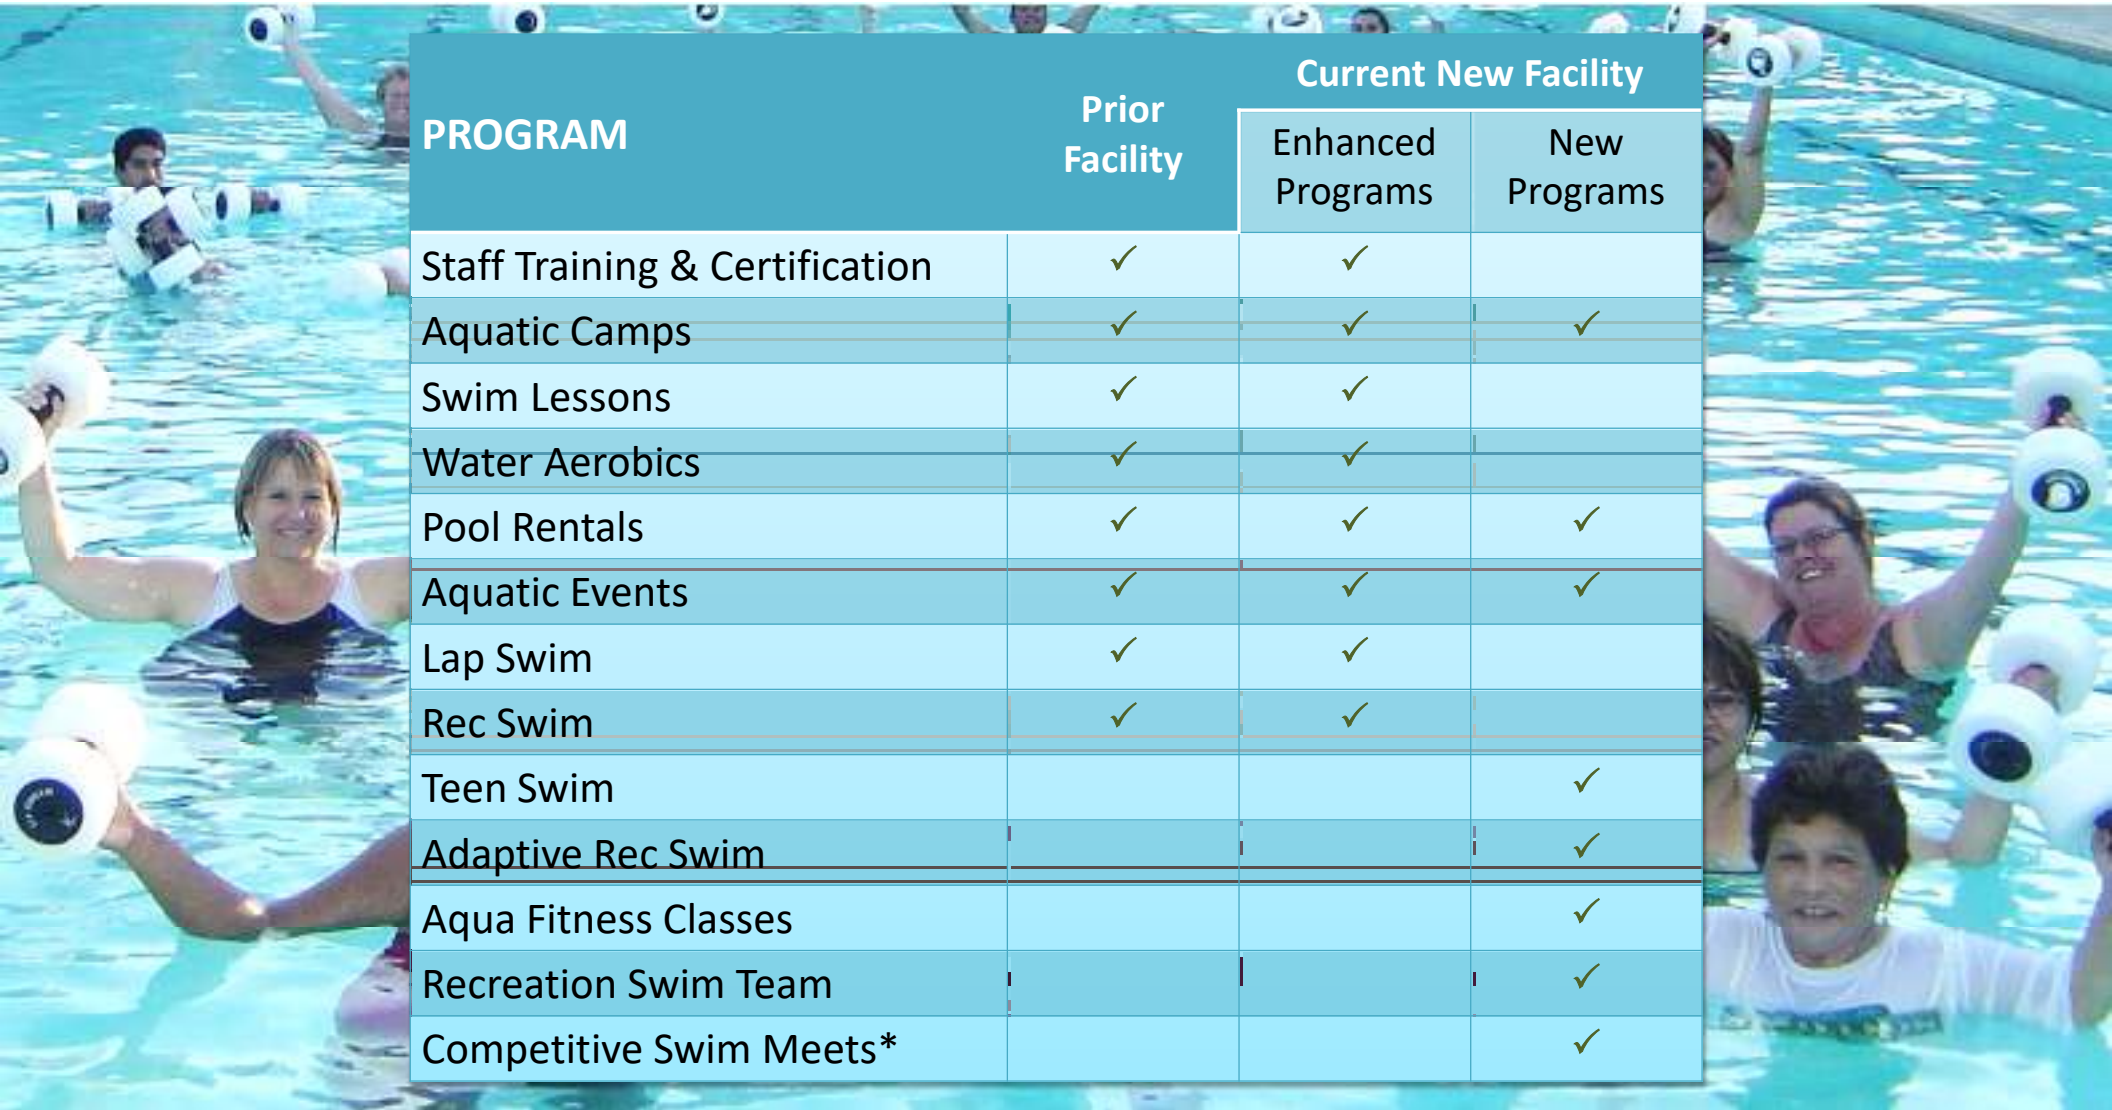 PROGRAM
Prior
Facility
Current New Facility
Enhanced
Programs
New
Programs
Staff Training & Certification ✓ ✓
Aquatic Camps ✓ ✓ ✓
Swim Lessons ✓ ✓
Water Aerobics ✓ ✓
Pool Rentals ✓ ✓ ✓
Aquatic Events ✓ ✓ ✓
Lap Swim ✓ ✓
Rec Swim ✓ ✓
Teen Swim ✓
Adaptive Rec Swim ✓
Aqua Fitness Classes ✓
Recreation Swim Team ✓
Competitive Swim Meets* ✓